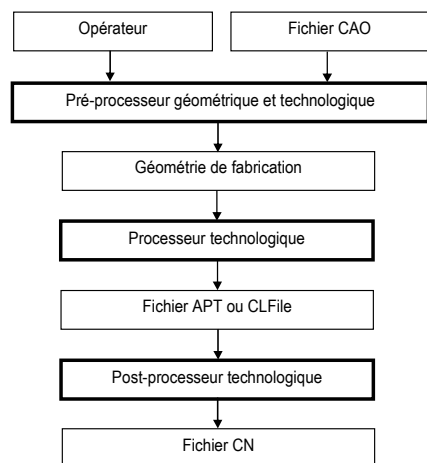 Opérateur
Fichier CAO
Pré-processeur géométrique et technologique
Géométrie de fabrication
Processeur technologique
Fichier APT ou CLFile
Post-processeur technologique
Fichier CN